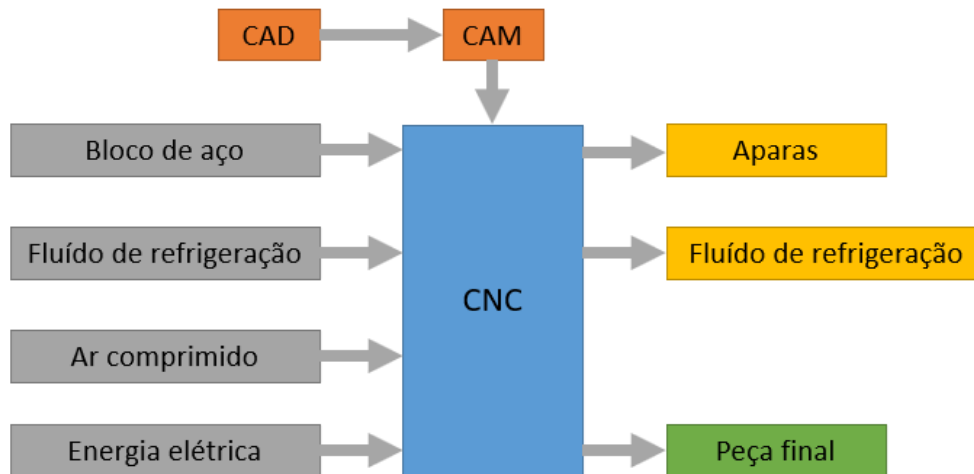 CAD
CAM
Bloco de aço
Aparas
Fluído de refrigeração
Fluído de refrigeração
CNC
Ar comprimido
Energia elétrica
Peça final